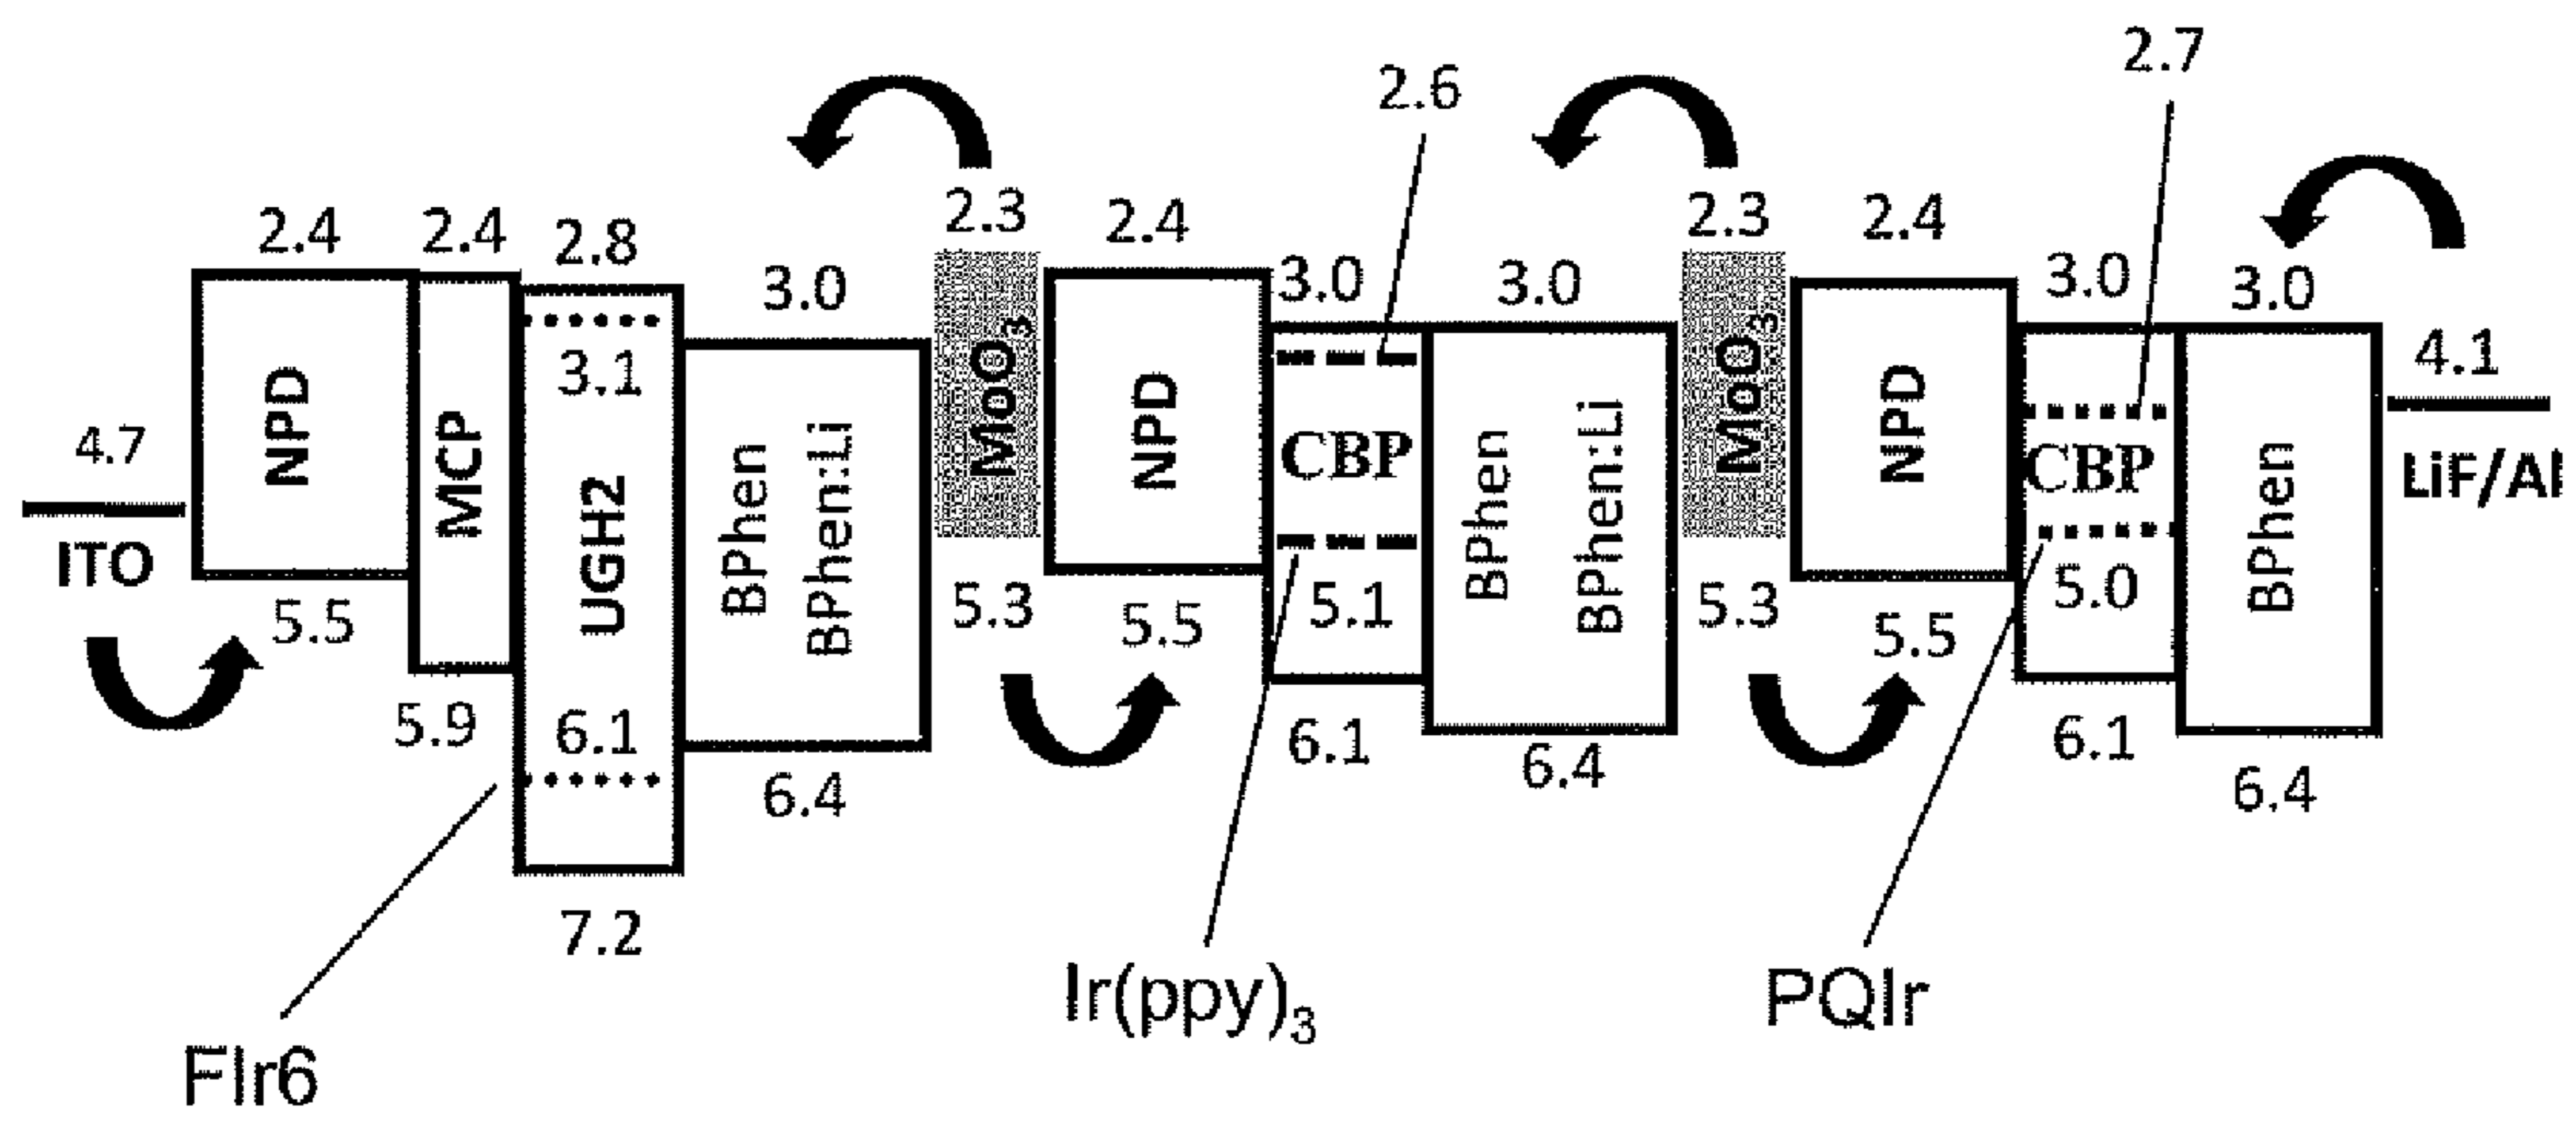 2.7
2.6
2.4 2.4 2.8 3.0 2.3 2.4 3.0 3.0 2.3 2.4 3.0 3.0
4.7
ITO
NPD
MCP
3.1
UGH2
6.1
BPhen
BPhen:Li
MoO3
NPD
CBP
5.1
BPhen
BPhen:Li
MoO3
NPD
CBP
5.0
BPhen
4.1
LiF/Al
5.5 5.9 7.2 6.4 5.3 5.5 6.1 6.4 5.3 5.5 6.1 6.4
FIr6
Ir(ppy)3
PQIr